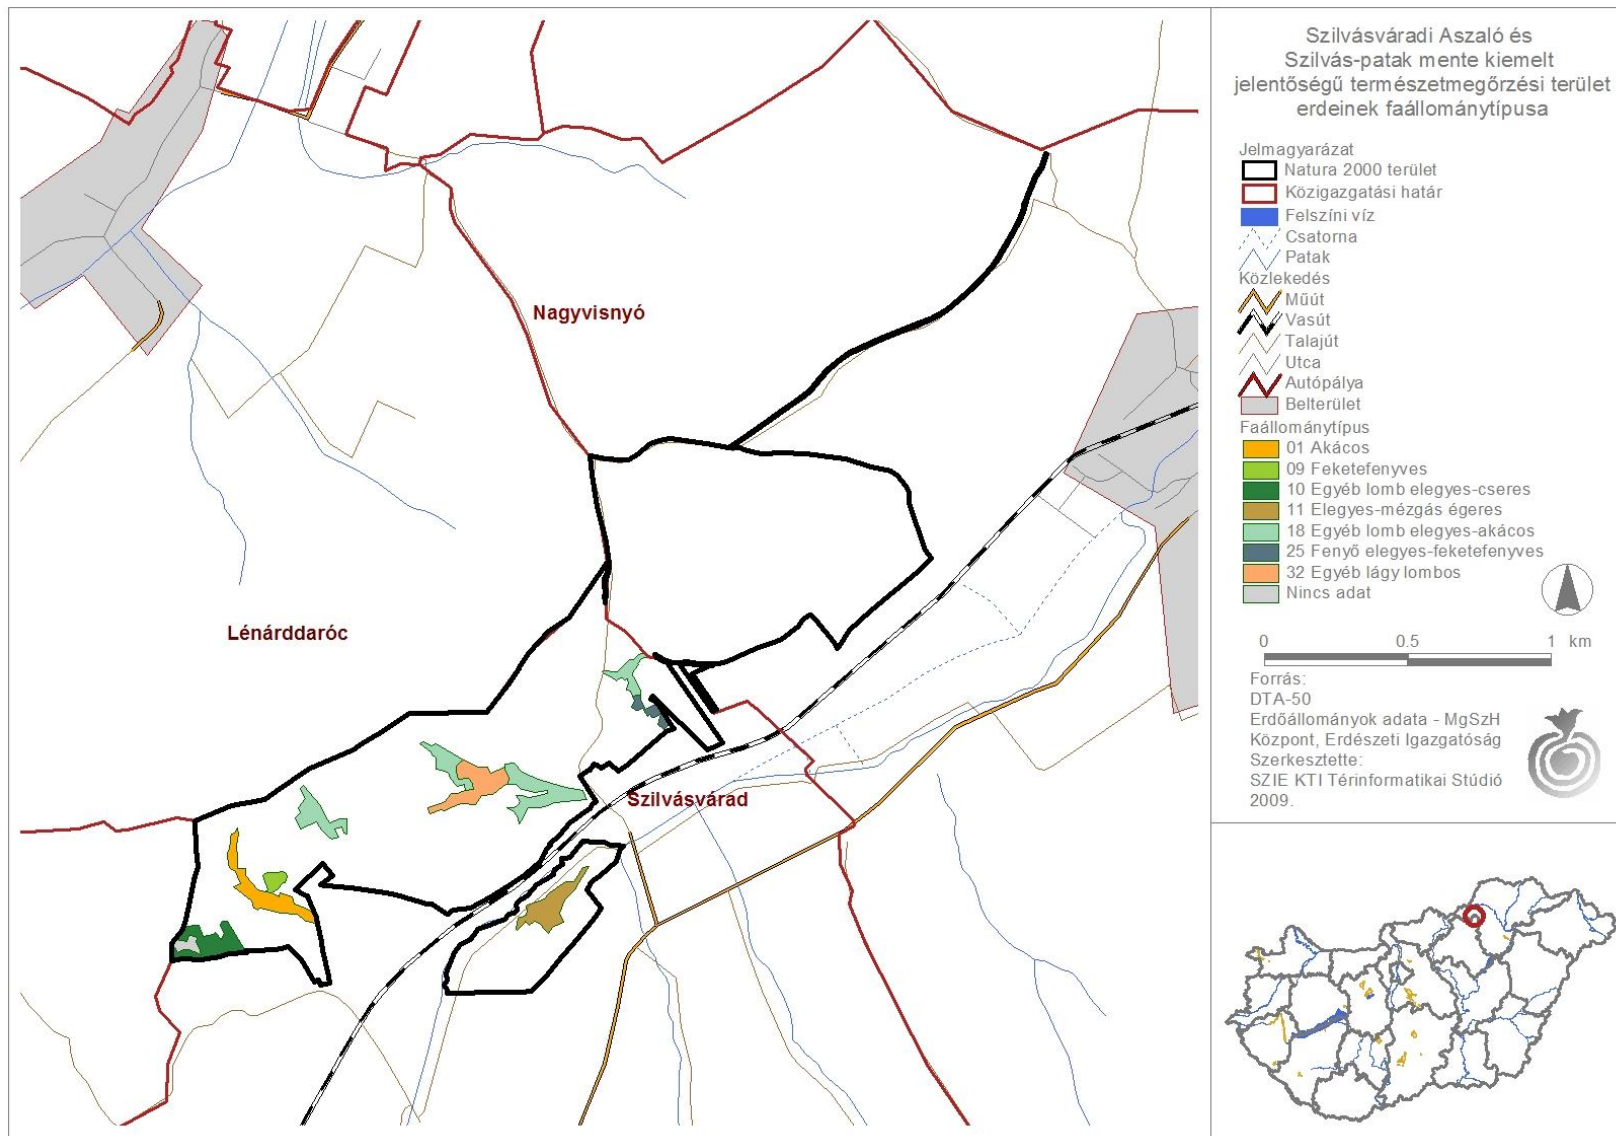 Szilvásváradi Aszaló és
Szilvás-patak mente kiemelt
jelentőségű természetmegőrzési terület
erdeinek faállománytípusa
Jelmagyarázat
Natura 2000 terület
Közigazgatási határ
Felszíni víz
Csatorna
Patak
Közlekedés
Műút
Vasút
Talajút
Utca
Autópálya
Belterület
Faállománytípus
01 Akácos
09 Feketefenyves
10 Egyéb lomb elegyes-cseres
11 Elegyes-mézgás égeres
18 Egyéb lomb elegyes-akácos
25 Fenyő elegyes-feketefenyves
32 Egyéb lágy lombos
Nincs adat
0 0.5 1 km
Forrás:
DTA-50
Erdőállományok adata - MgSzH
Központ, Erdészeti Igazgatóság
Szerkesztette:
SZIE KTI Térinformatikai Stúdió
2009.
Nagyvisnyó
Lénárddaróc
Szilvásvárad